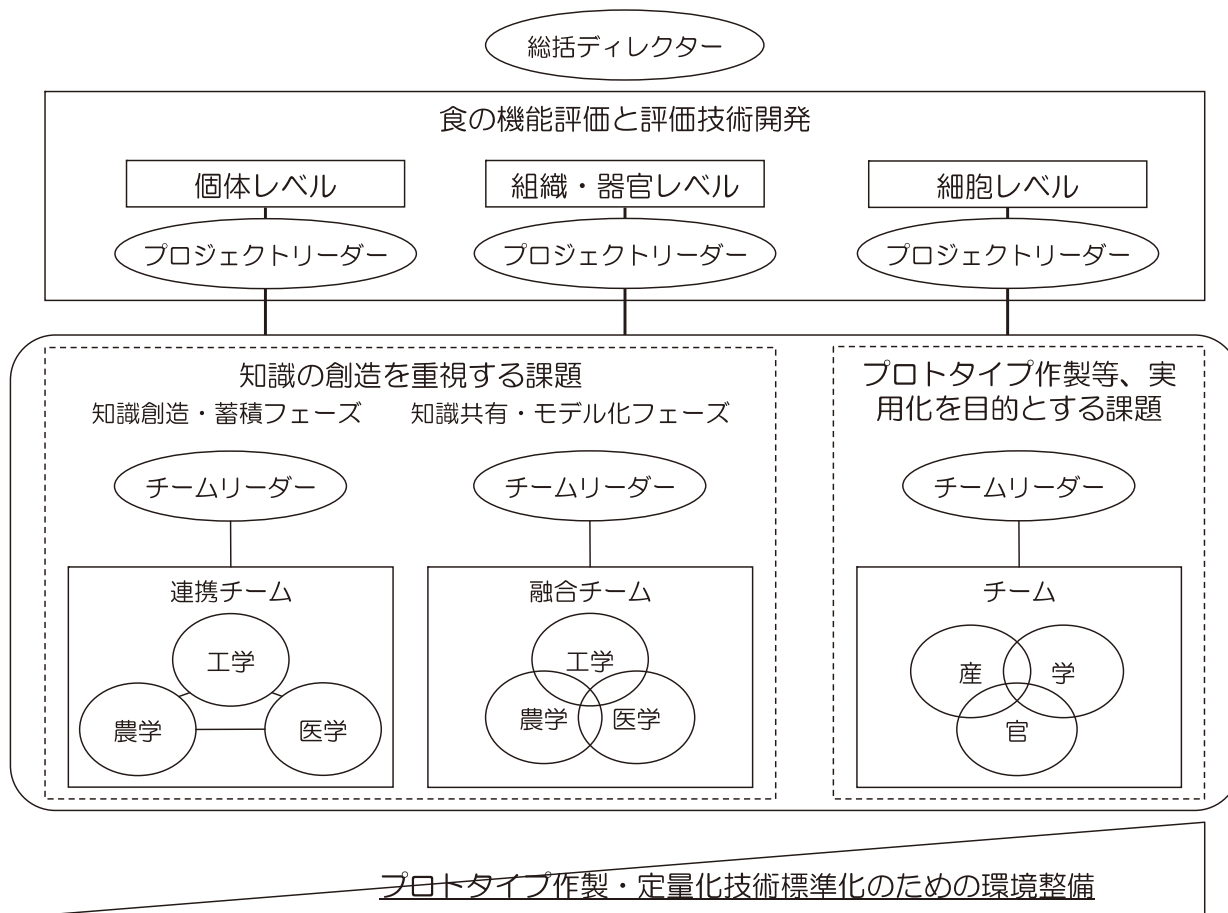 総括ディレクター
食の機能評価と評価技術開発
個体レベル
組織・器官レベル
細胞レベル
プロジェクトリーダー
プロジェクトリーダー
プロジェクトリーダー
知識の創造を重視する課題
知識創造・蓄積フェーズ
知識共有・モデル化フェーズ
プロトタイプ作製等、実
用化を目的とする課題
チームリーダー
チームリーダー
チームリーダー
連携チーム
工学
農学
医学
融合チーム
工学
農学
医学
チーム
産
学
官
プロトタイプ作製・定量化技術標準化のための環境整備